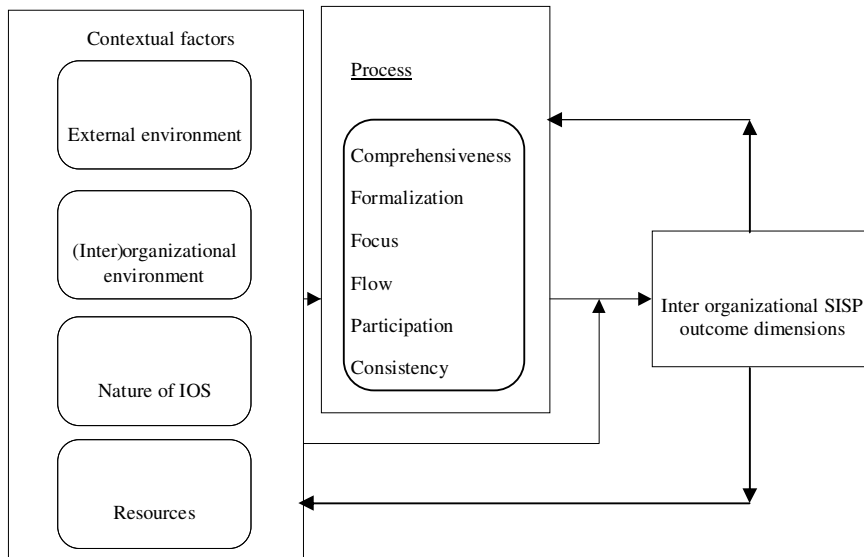 Contextual factors
External environment
(Inter)organizational
environment
Nature of IOS
Resources
Process
Comprehensiveness
Formalization
Focus
Flow
Participation
Consistency
Inter organizational SISP
outcome dimensions